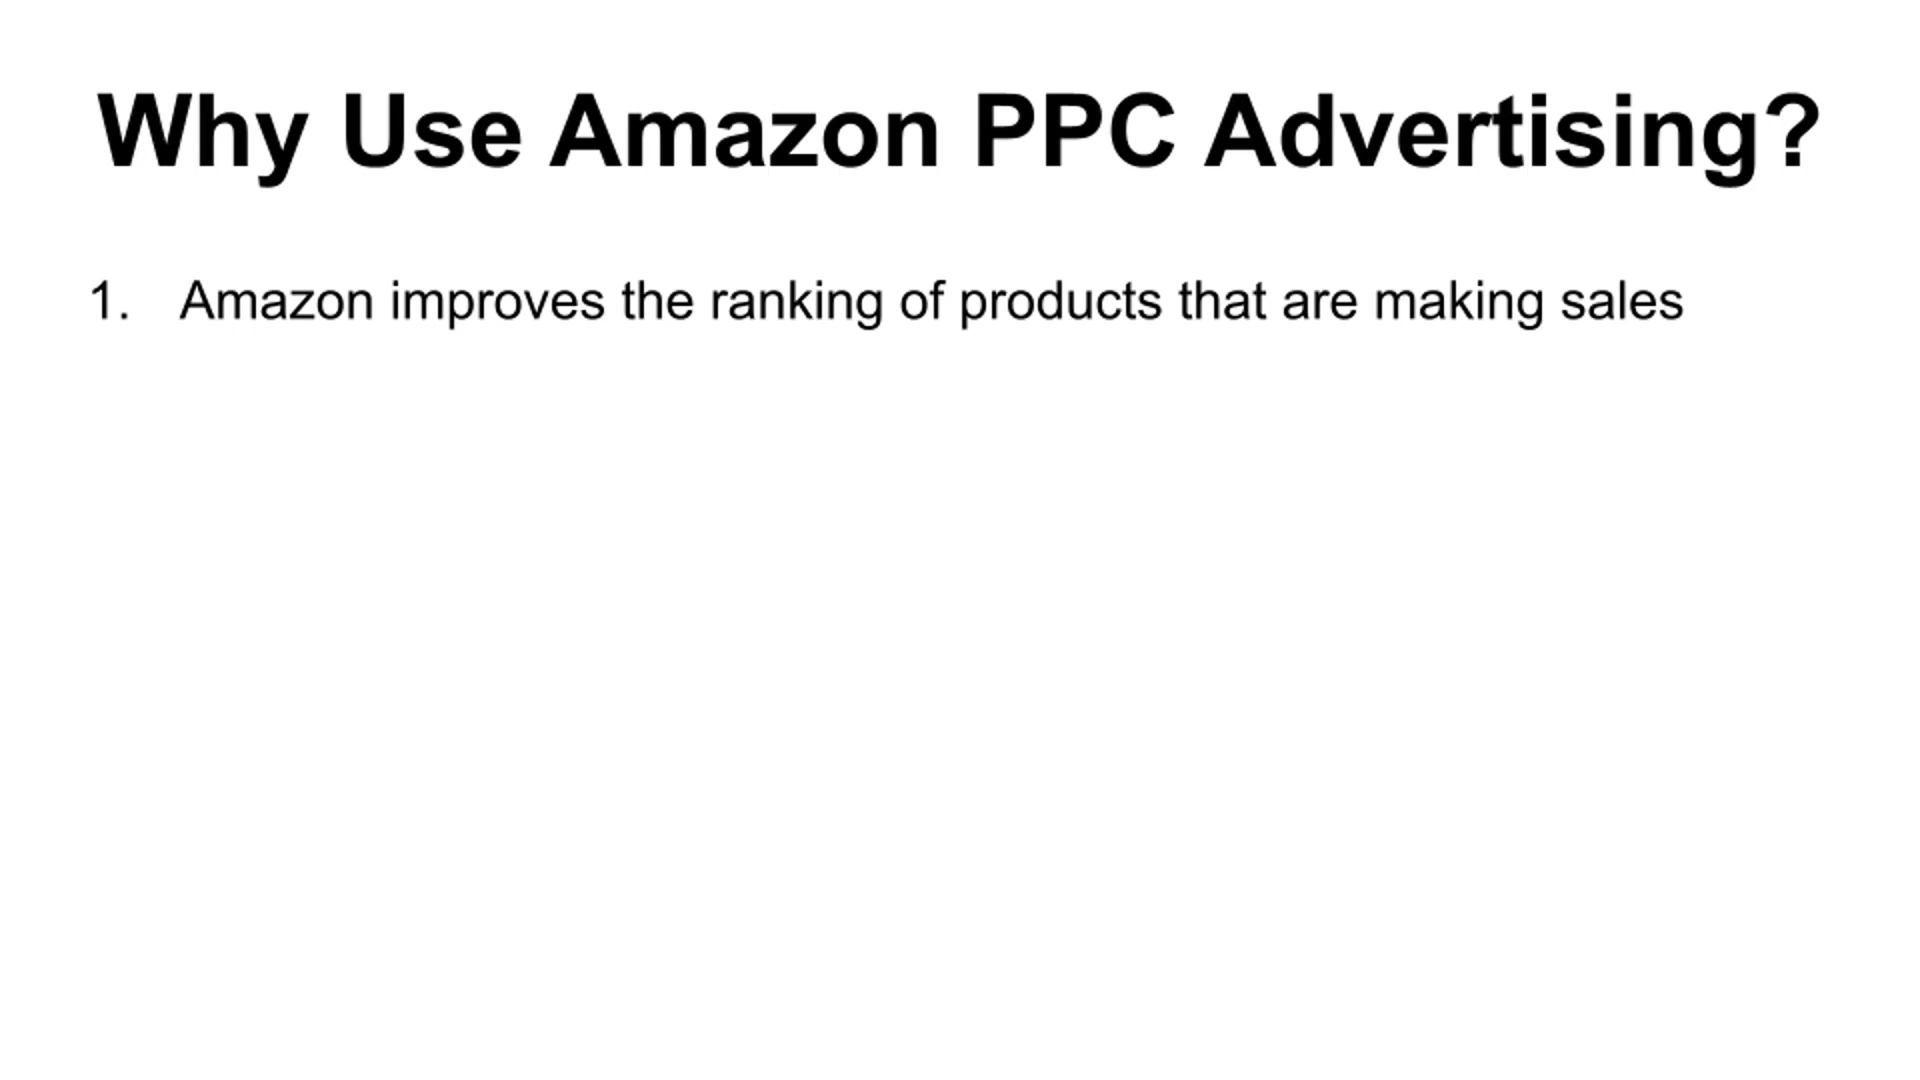 Why Use Amazon PPC Advertising?
1. Amazon improves the ranking of products that are making sales